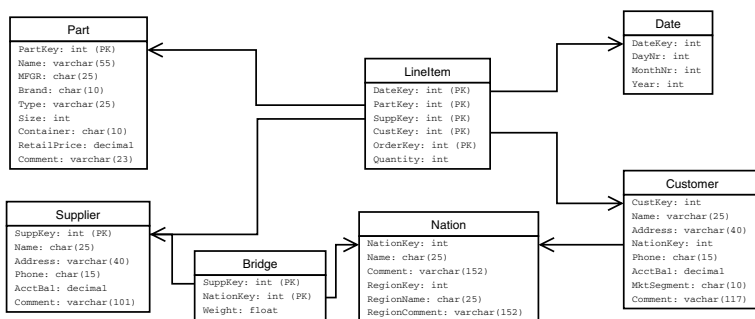 Part
PartKey: int (PK)
Name: varchar(55)
MFGR: char(25)
Brand: char(10)
Type: varchar(25)
Size: int
Container: char(10)
RetailPrice: decimal
Comment: varchar(23)
LineItem
DateKey: int (PK)
PartKey: int (PK)
SuppKey: int (PK)
CustKey: int (PK)
OrderKey: int (PK)
Quantity: int
Date
DateKey: int
DayNr: int
MonthNr: int
Year: int
Supplier
SuppKey: int (PK)
Name: char(25)
Address: varchar(40)
Phone: char(15)
AcctBal: decimal
Comment: varchar(101)
Bridge
SuppKey: int (PK)
NationKey: int (PK)
Weight: float
Nation
NationKey: int
Name: char(25)
Comment: varchar(152)
RegionKey: int
RegionName: char(25)
RegionComment: varchar(152)
Customer
CustKey: int
Name: varchar(25)
Address: varchar(40)
NationKey: int
Phone: char(15)
AcctBal: decimal
MktSegment: char(10)
Comment: vachar(117)